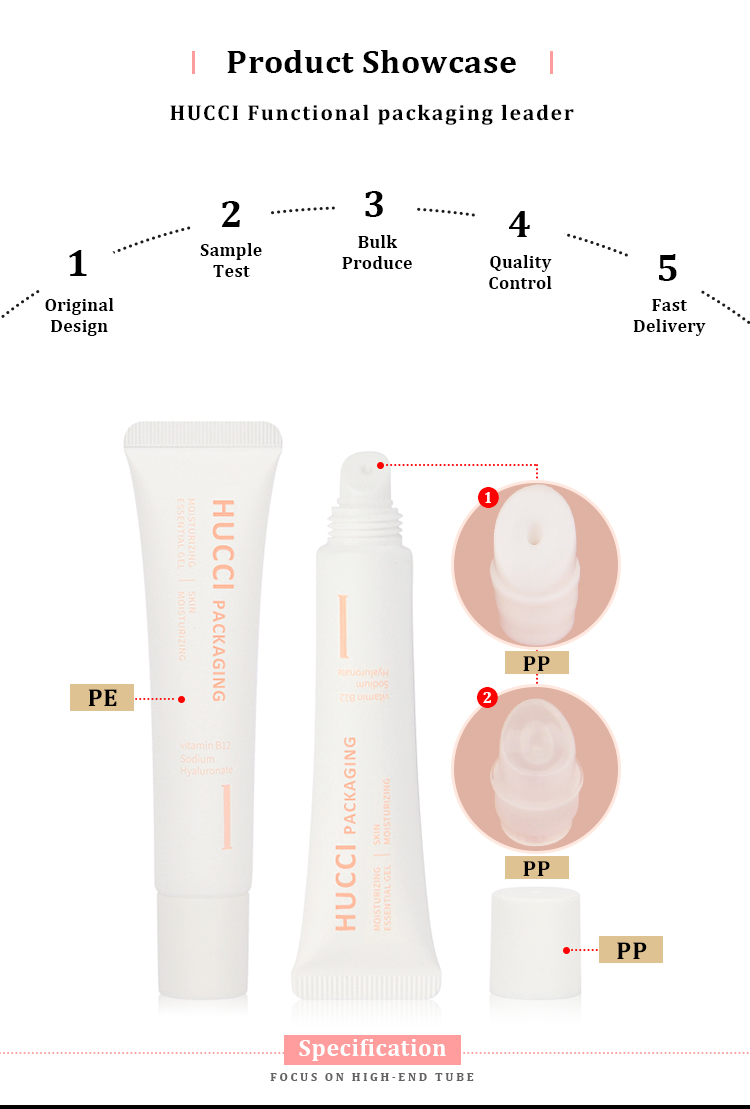 Product Showcase
HUCCI Functional packaging leader
1
Original
Design
2
Sample
Test
3
Bulk
Produce
4
Quality
Control
5
Fast
Delivery
HUCCI PACKAGING
MOISTURIZING | SKIN
ESSENTIAL GEL | MOISTURIZING
vitamin B12
Sodium
Hyaluronate
PE
vitamin B12
Sodium
Hyaluronate
HUCCI PACKAGING
MOISTURIZING | SKIN
ESSENTIAL GEL | MOISTURIZING
1
PP
2
PP
PP
Specification
FOCUS ON HIGH-END TUBE